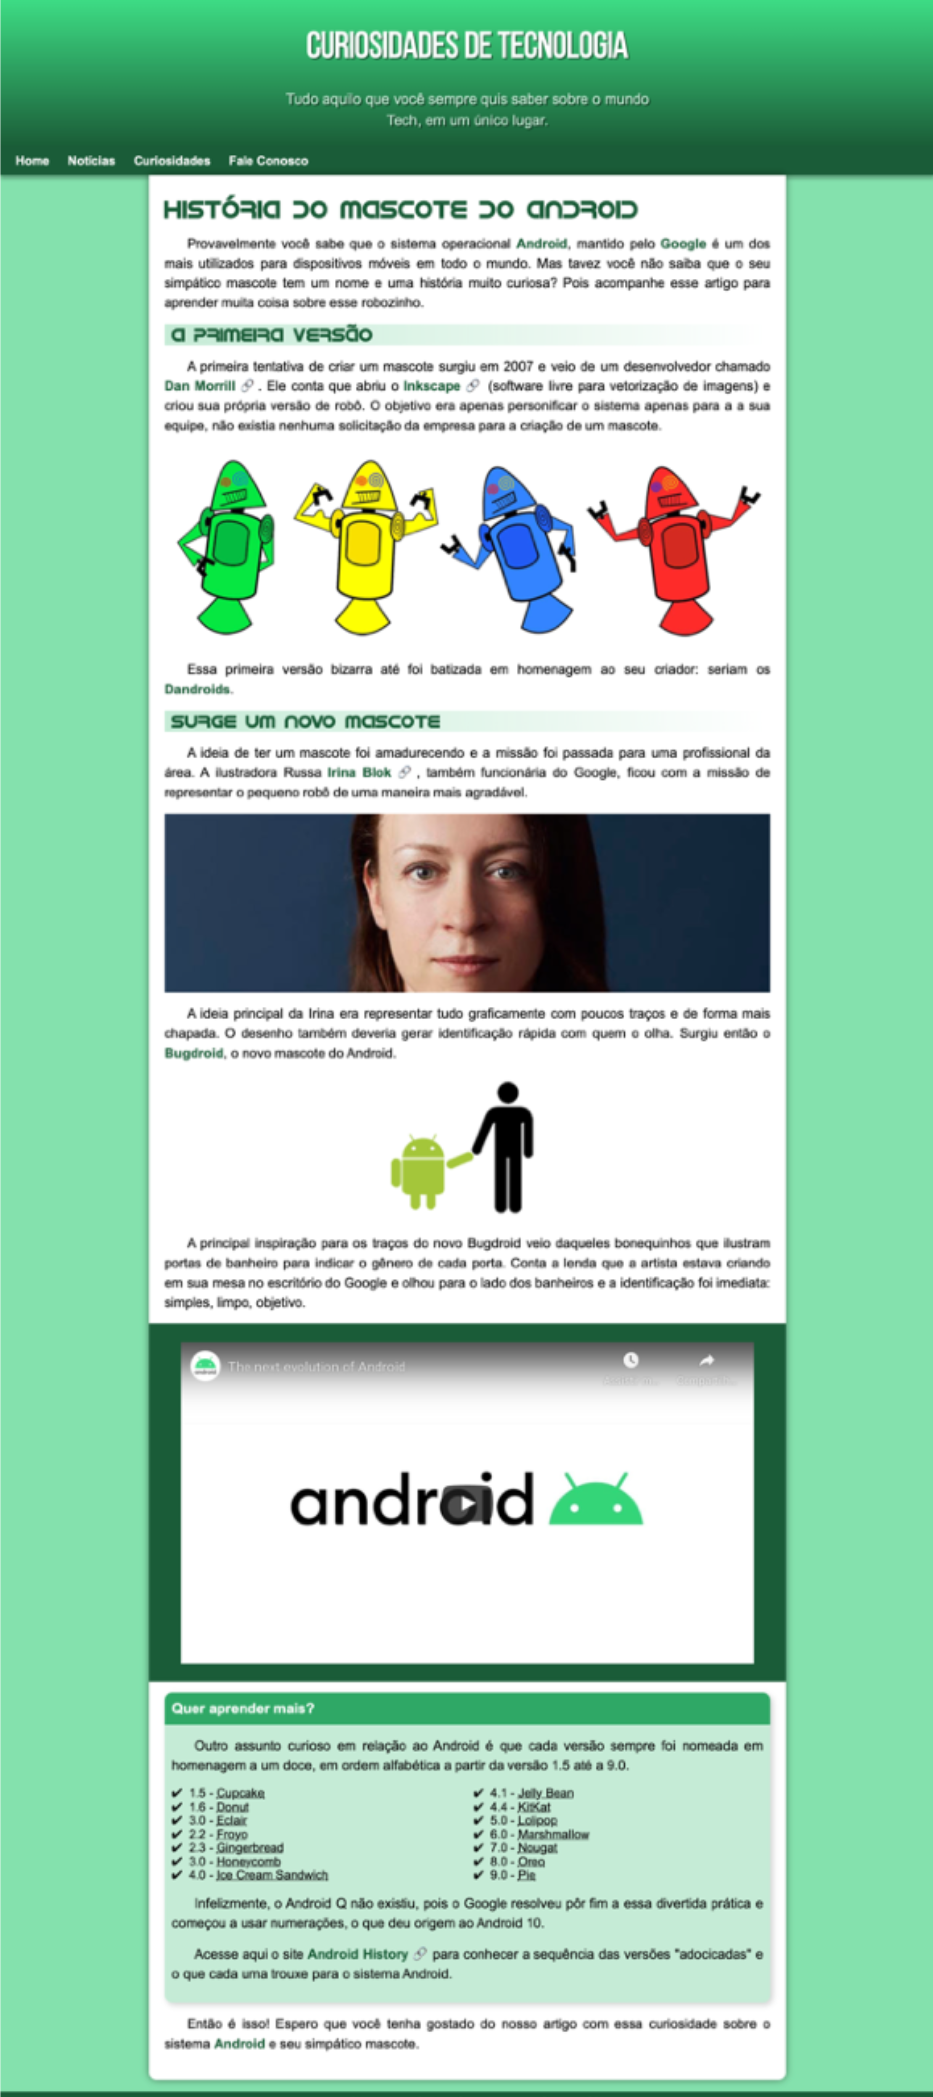 CURIOSIDADES DE TECNOLOGIA
Tudo aquilo que você sempre quis saber sobre o mundo
Tech, em um único lugar.
Home Notícias Curiosidades Fale Conosco
HISTÓRIA DO MASCOTE DO ANDROID
Provavelmente você sabe que o sistema operacional Android, mantido pelo Google é um dos
mais utilizados para dispositivos móveis em todo o mundo. Mas tavez você não saiba que o seu
simpático mascote tem um nome e uma história muito curiosa? Pois acompanhe esse artigo para
aprender muita coisa sobre esse robozinho.
A PRIMEIRA VERSÃO
A primeira tentativa de criar um mascote surgiu em 2007 e veio de um desenvolvedor chamado
Dan Morrill 🔗 . Ele conta que abriu o Inkscape 🔗 (software livre para vetorização de imagens) e
criou sua própria versão de robô. O objetivo era apenas personificar o sistema apenas para a a sua
equipe, não existia nenhuma solicitação da empresa para a criação de um mascote.
Essa primeira versão bizarra até foi batizada em homenagem ao seu criador: seriam os
Dandroids.
SURGE UM NOVO MASCOTE
A ideia de ter um mascote foi amadurecendo e a missão foi passada para uma profissional da
área. A ilustradora Russa Irina Blok 🔗 , também funcionária do Google, ficou com a missão de
representar o pequeno robô de uma maneira mais agradável.
A ideia principal da Irina era representar tudo graficamente com poucos traços e de forma mais
chapada. O desenho também deveria gerar identificação rápida com quem o olha. Surgiu então o
Bugdroid, o novo mascote do Android.
A principal inspiração para os traços do novo Bugdroid veio daqueles bonequinhos que ilustram
portas de banheiro para indicar o gênero de cada porta. Conta a lenda que a artista estava criando
em sua mesa no escritório do Google e olhou para o lado dos banheiros e a identificação foi imediata:
simples, limpo, objetivo.
The next evolution of Android
android
Quer aprender mais?
Outro assunto curioso em relação ao Android é que cada versão sempre foi nomeada em
homenagem a um doce, em ordem alfabética a partir da versão 1.5 até a 9.0.
✔ 1.5 - Cupcake
✔ 1.6 - Donut
✔ 3.0 - Eclair
✔ 2.2 - Froyo
✔ 2.3 - Gingerbread
✔ 3.0 - Honeycomb
✔ 4.0 - Ice Cream Sandwich
✔ 4.1 - Jelly Bean
✔ 4.4 - KitKat
✔ 5.0 - Lolipop
✔ 6.0 - Marshmallow
✔ 7.0 - Nougat
✔ 8.0 - Oreo
✔ 9.0 - Pie
Infelizmente, o Android Q não existiu, pois o Google resolveu pôr fim a essa divertida prática e
começou a usar numerações, o que deu origem ao Android 10.
Acesse aqui o site Android History 🔗 para conhecer a sequência das versões "adocicadas" e
o que cada uma trouxe para o sistema Android.
Então é isso! Espero que você tenha gostado do nosso artigo com essa curiosidade sobre o
sistema Android e seu simpático mascote.